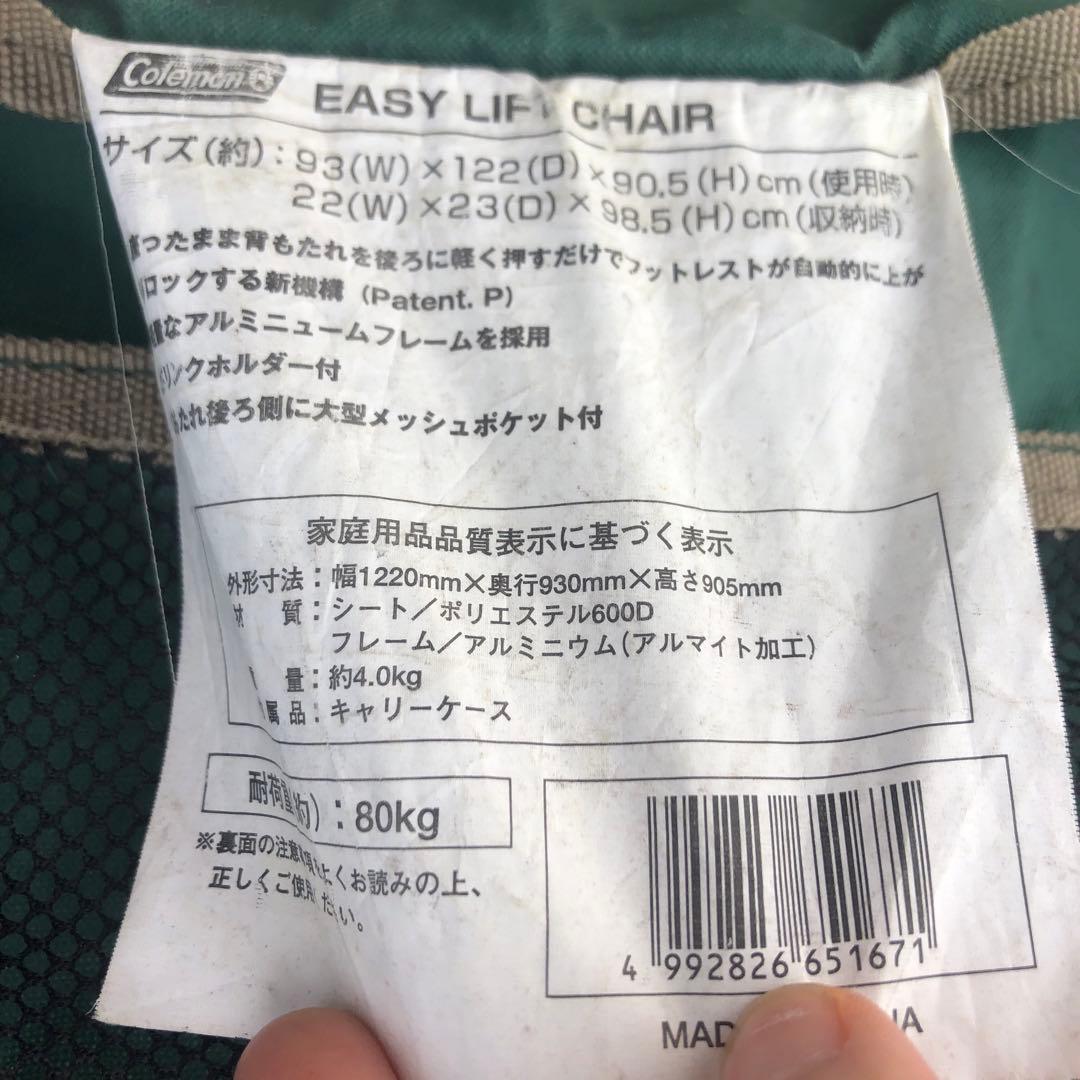 Coleman
EASY LIFT CHAIR
サイズ(約):93(W)×122(D)×90.5(H)cm(使用時)
22(W)×23(D)×98.5(H)cm(収納時)
ったまま背もたれを後ろに軽く押すだけでフットレストが自動的に上が
ロックする新機構 (Patent. P)
なアルミニュームフレームを採用
リンクホルダー付
たれ後ろ側に大型メッシュポケット付
家庭用品品質表示に基づく表示
外形寸法:幅1220mm×奥行930mm×高さ905mm
材 質:シート/ポリエステル600D
フレーム/アルミニウム(アルマイト加工)
量:約4.0kg
属品:キャリーケース
耐荷重(約):80kg
※裏面の注意事項をよくお読みの上、
正しくご使用ください。
4 992826 651671
MAD NA